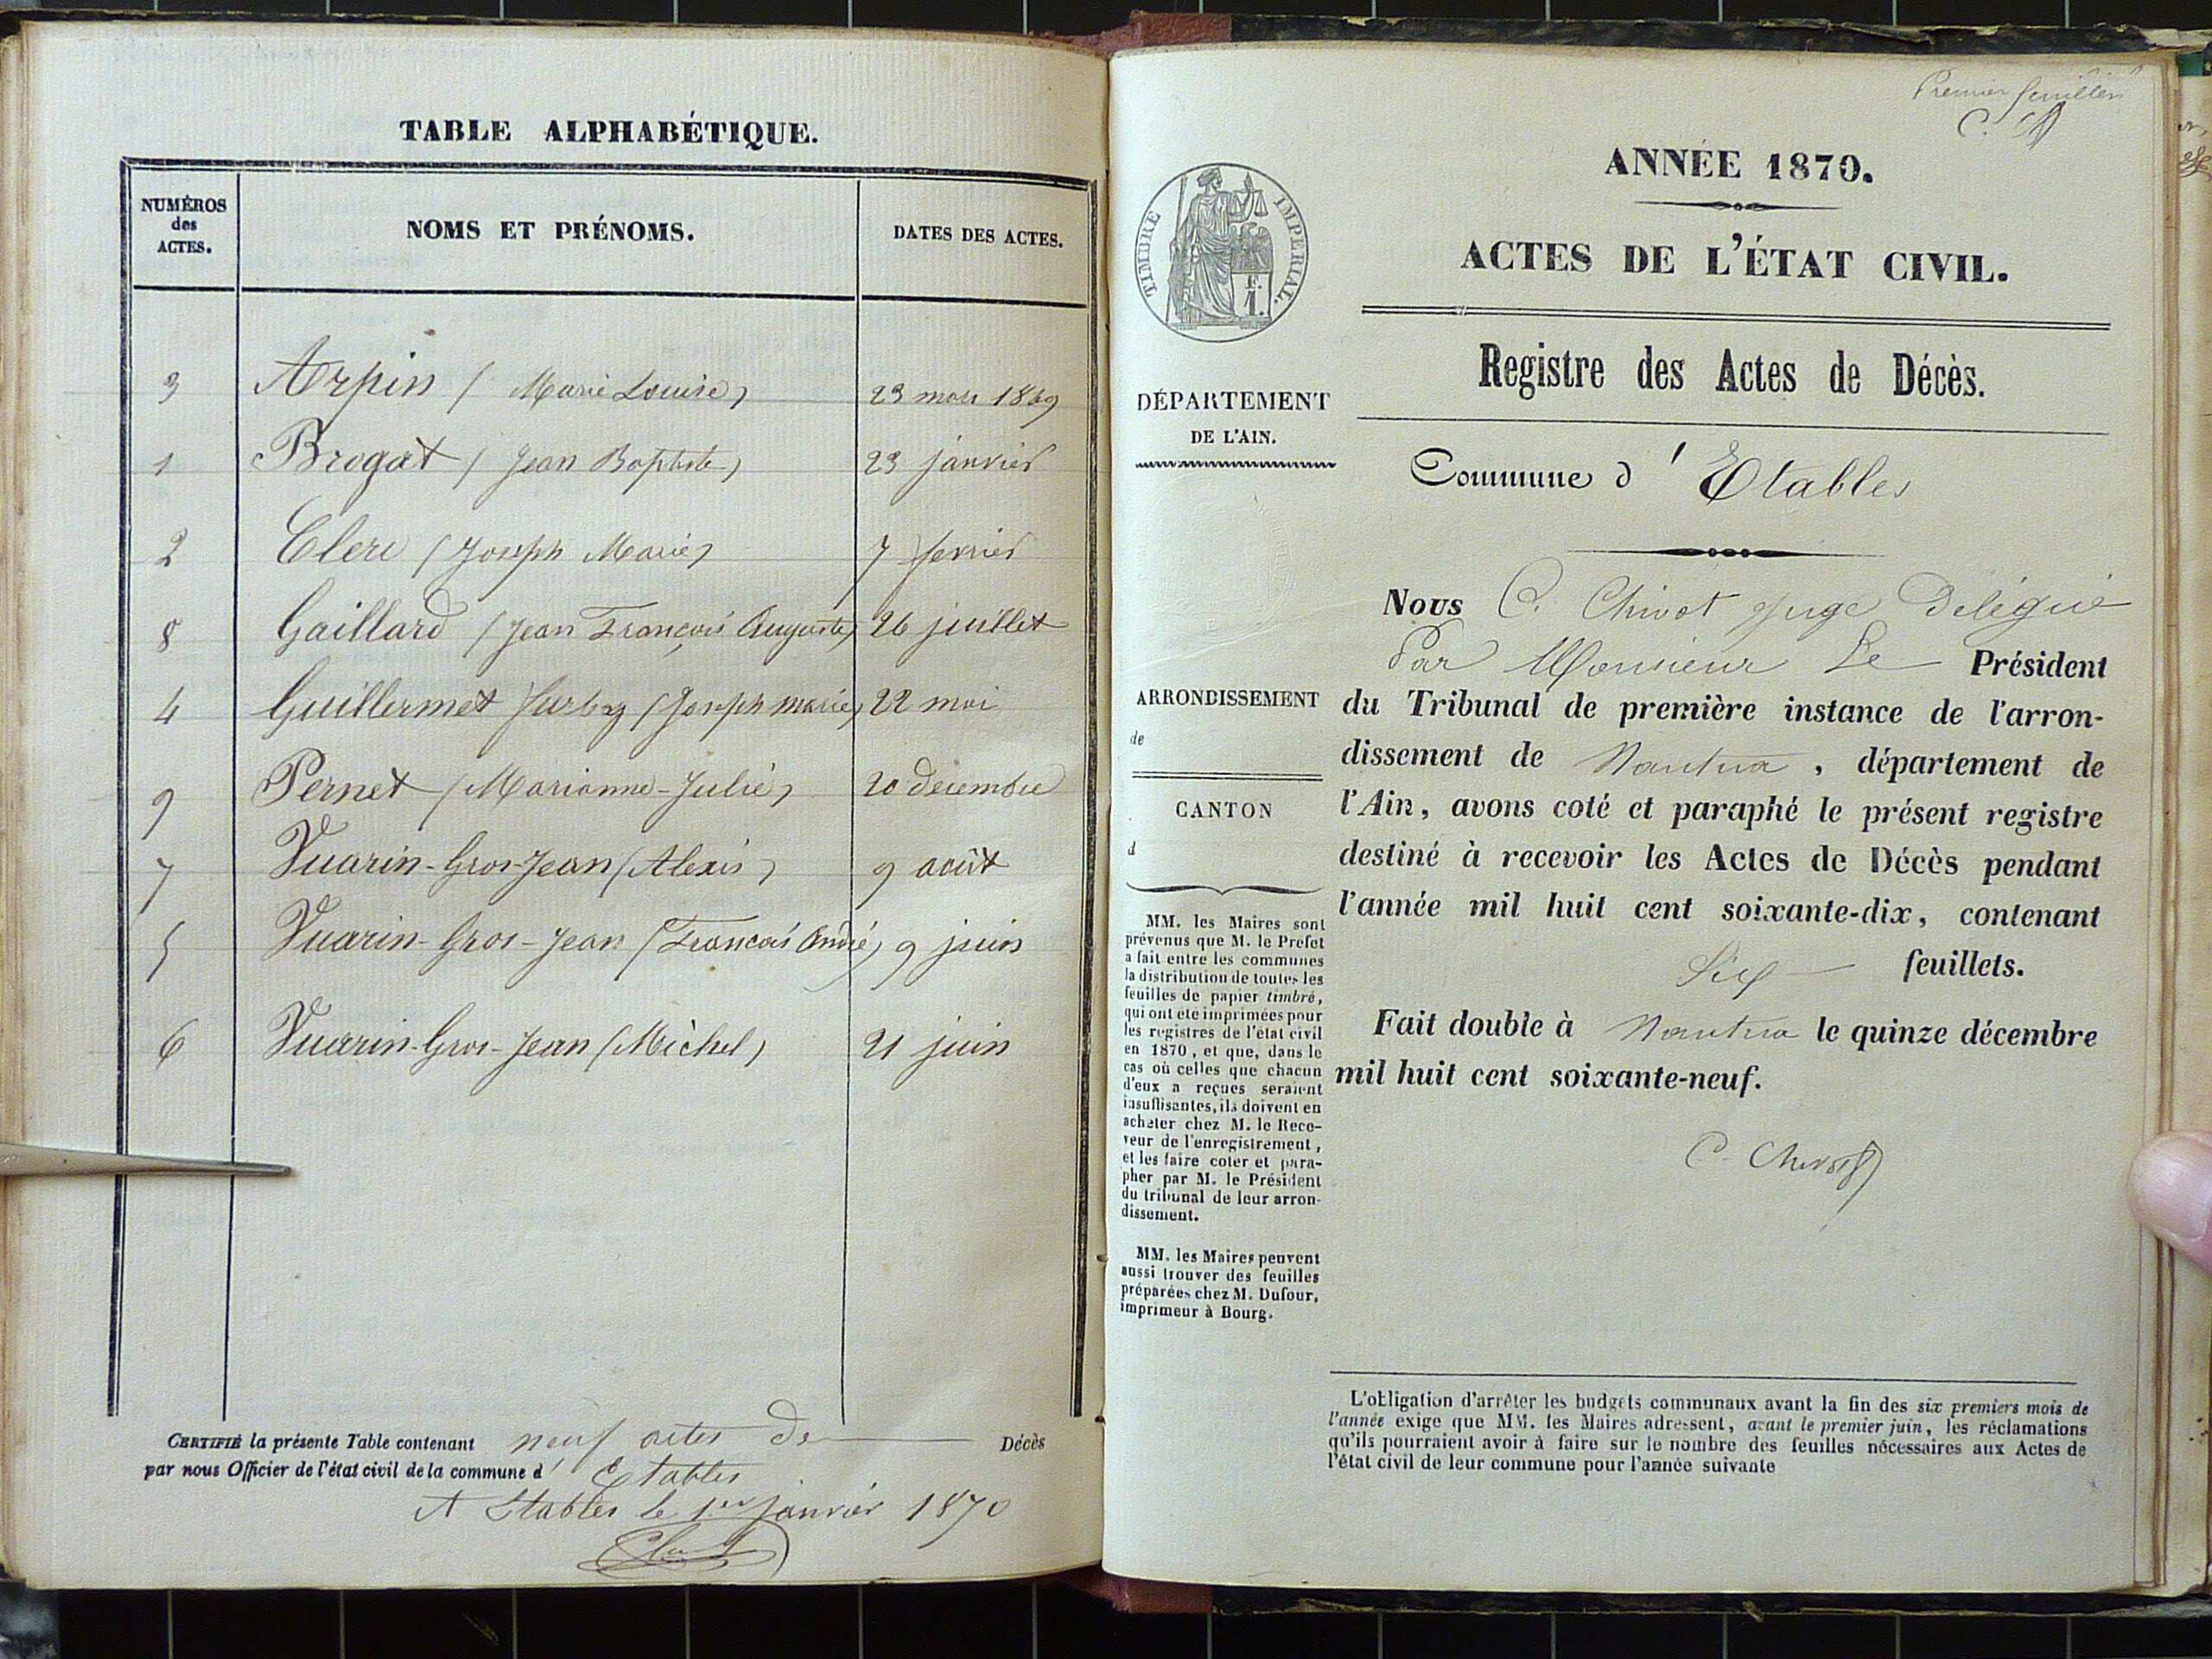 TABLE ALPHABÉTIQUE.
NUMÉROS des ACTES.
NOMS ET PRÉNOMS.
DATES DES ACTES.
3 Arpin (Marie Louise) 23 mars 1869
1 Brogat (Jean Baptiste) 23 janvier
2 Clerc (Joseph Marie) 7 fevrier
8 Gaillard (Jean François Auguste) 26 juillet
4 Guillermet furby (Joseph marie) 22 mai
9 Pernet (Marianne-Julie) 20 decembre
7 Vuarin-Gros-Jean (Alexis) 9 août
5 Vuarin-Gros-Jean (François André) 9 juin
6 Vuarin-Gros-Jean (Michel) 21 juin
CERTIFIÉ la présente Table contenant neuf actes de Décès
par nous Officier de l'état civil de la commune d' Etables
A Etables le 1er janvier 1870
Premier feuillet
C. Ch
ANNÉE 1870.
ACTES DE L'ÉTAT CIVIL.
TIMBRE IMPÉRIAL.
F. 1.
Registre des Actes de Décès.
DÉPARTEMENT
DE L'AIN.
Commune d' Etables
Nous C. Chivot Juge Délégué
Par Monsieur Le Président
du Tribunal de première instance de l'arron-
dissement de Nantua, département de
l'Ain, avons coté et paraphé le présent registre
destiné à recevoir les Actes de Décès pendant
l'année mil huit cent soixante-dix, contenant
Six feuillets.
Fait double à Nantua le quinze décembre
mil huit cent soixante-neuf.
C. Chivot
ARRONDISSEMENT
de
CANTON
d
MM. les Maires sont
prévenus que M. le Préfet
a fait entre les communes
la distribution de toutes les
feuilles de papier timbré,
qui ont été imprimées pour
les registres de l'état civil
en 1870, et que, dans le
cas où celles que chacun
d'eux a reçues seraient
insuffisantes, ils doivent en
acheter chez M. le Rece-
veur de l'enregistrement,
et les faire coter et para-
pher par M. le Président
du tribunal de leur arron-
dissement.
MM. les Maires peuvent
aussi trouver des feuilles
préparées chez M. Dufour,
imprimeur à Bourg.
L'obligation d'arrêter les budgets communaux avant la fin des six premiers mois de
l'année exige que MM. les Maires adressent, avant le premier juin, les réclamations
qu'ils pourraient avoir à faire sur le nombre des feuilles nécessaires aux Actes de
l'état civil de leur commune pour l'année suivante